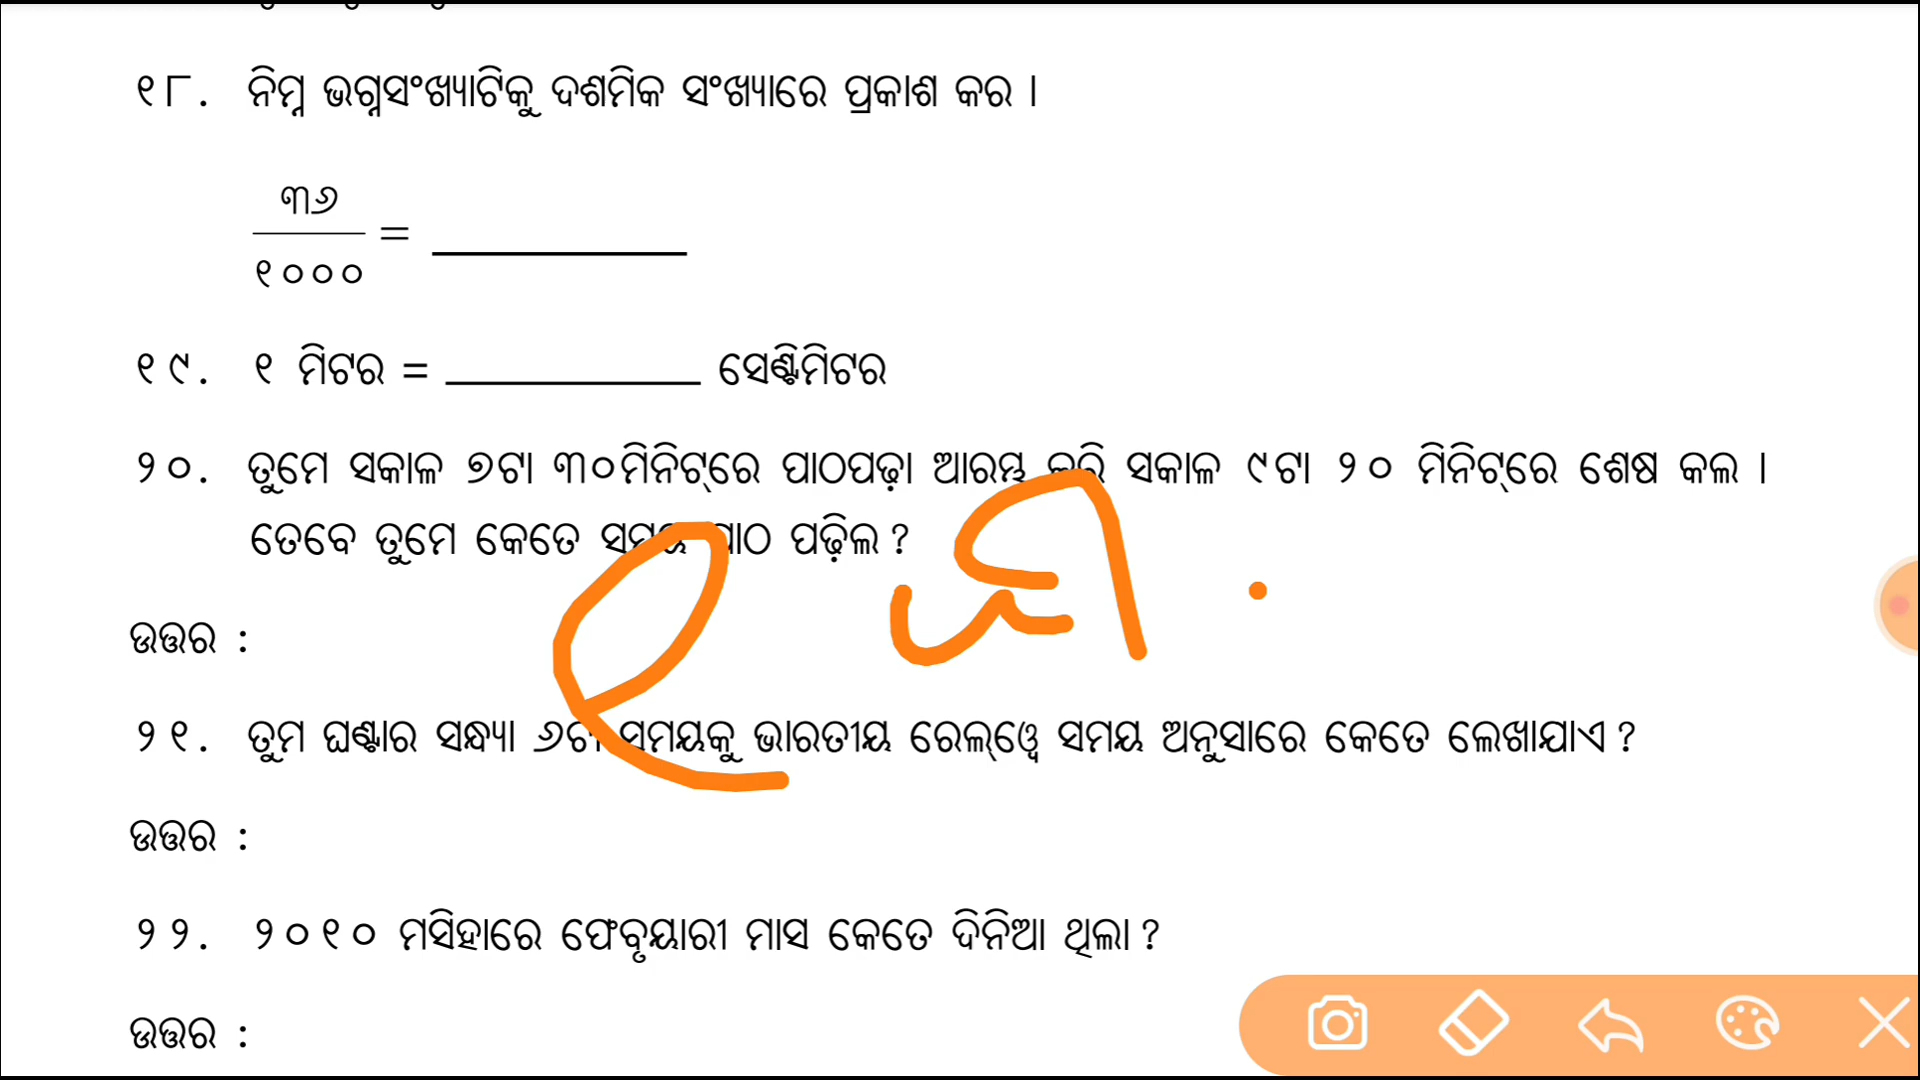 ୧୮. ନିମ୍ନ ଭଗ୍ନସଂଖ୍ୟାଟିକୁ ଦଶମିକ ସଂଖ୍ୟାରେ ପ୍ରକାଶ କର ।
୩୬
୧୦୦୦
= ________
୧୯. ୧ ମିଟର = ________ ସେଣ୍ଟିମିଟର
୨୦. ତୁମେ ସକାଳ ୭ଟା ୩୦ମିନିଟ୍‌ରେ ପାଠପଢ଼ା ଆରମ୍ଭ କରି ସକାଳ ୯ଟା ୨୦ ମିନିଟ୍‌ରେ ଶେଷ କଲ ।
ତେବେ ତୁମେ କେତେ ସମୟ ପାଠ ପଢ଼ିଲ ?
ଉତ୍ତର :
୨୧. ତୁମ ଘଣ୍ଟାର ସନ୍ଧ୍ୟା ୬ଟା ସମୟକୁ ଭାରତୀୟ ରେଲ୍‌ୱେ ସମୟ ଅନୁସାରେ କେତେ ଲେଖାଯାଏ ?
ଉତ୍ତର :
୨୨. ୨୦୧୦ ମସିହାରେ ଫେବୃୟାରୀ ମାସ କେତେ ଦିନିଆ ଥିଲା ?
ଉତ୍ତର :